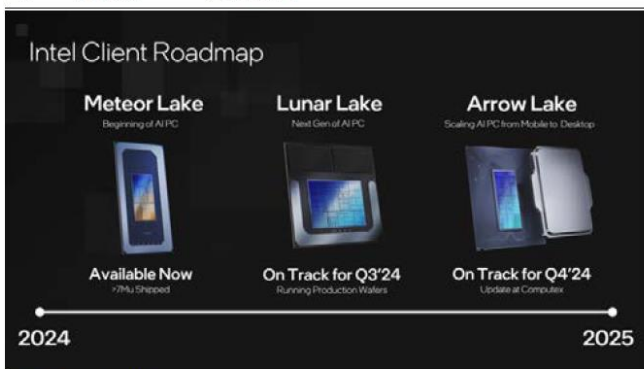 Intel Client Roadmap
Meteor Lake
Beginning of AI PC
Lunar Lake
Next Gen of AI PC
Arrow Lake
Scaling AI PC from Mobile to Desktop
Available Now
>7Mu Shipped
On Track for Q3'24
Running Production Wafers
On Track for Q4'24
Update at Computex
2024
2025